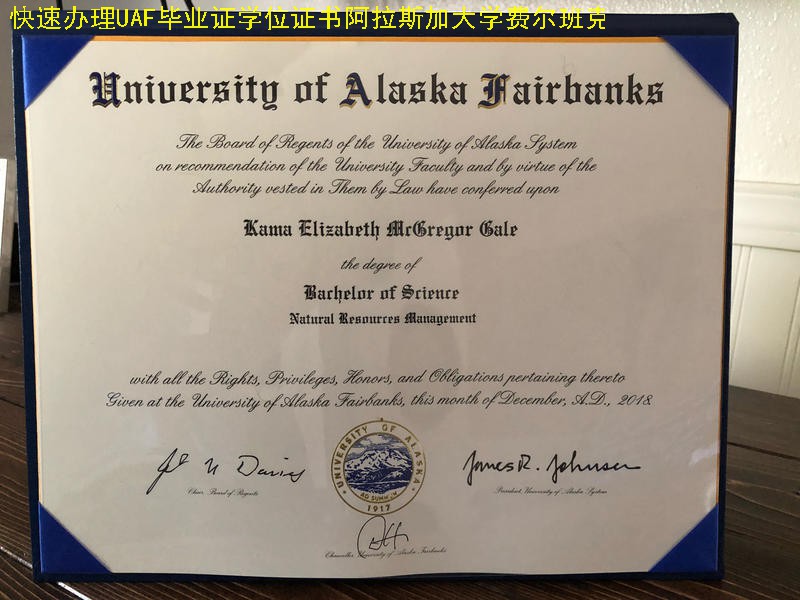 快速办理UAF毕业证学位证书阿拉斯加大学费尔班克
University of Alaska Fairbanks
The Board of Regents of the University of Alaska System
on recommendation of the University Faculty and by virtue of the
Authority vested in Them by Law have conferred upon
Kama Elizabeth McGregor Gale
the degree of
Bachelor of Science
Natural Resources Management
with all the Rights, Privileges, Honors, and Obligations pertaining thereto
Given at the University of Alaska Fairbanks, this month of December, A.D., 2018
UNIVERSITY OF ALASKA
AD SUMMUM
1917
James R. Johnsen
Chair, Board of Regents
President, University of Alaska System
Chancellor, University of Alaska Fairbanks